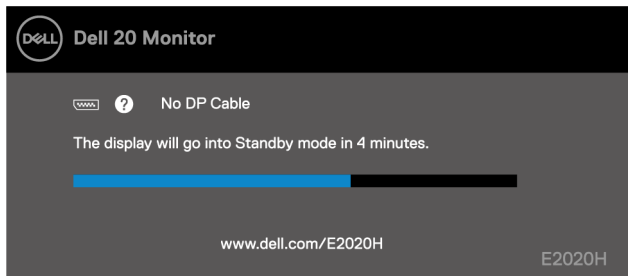 DELL Dell 20 Monitor
? No DP Cable
The display will go into Standby mode in 4 minutes.
www.dell.com/E2020H
E2020H